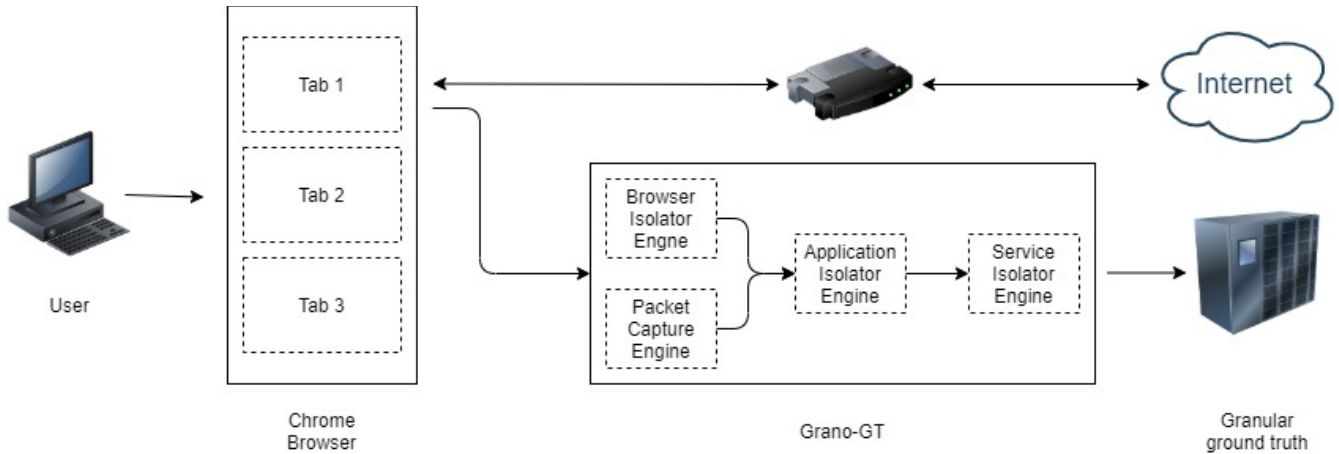 Tab 1
Tab 2
Tab 3
User
Chrome
Browser
Internet
Browser
Isolator
Engne
Packet
Capture
Engine
Application
Isolator
Engine
Service
Isolator
Engine
Grano-GT
Granular
ground truth